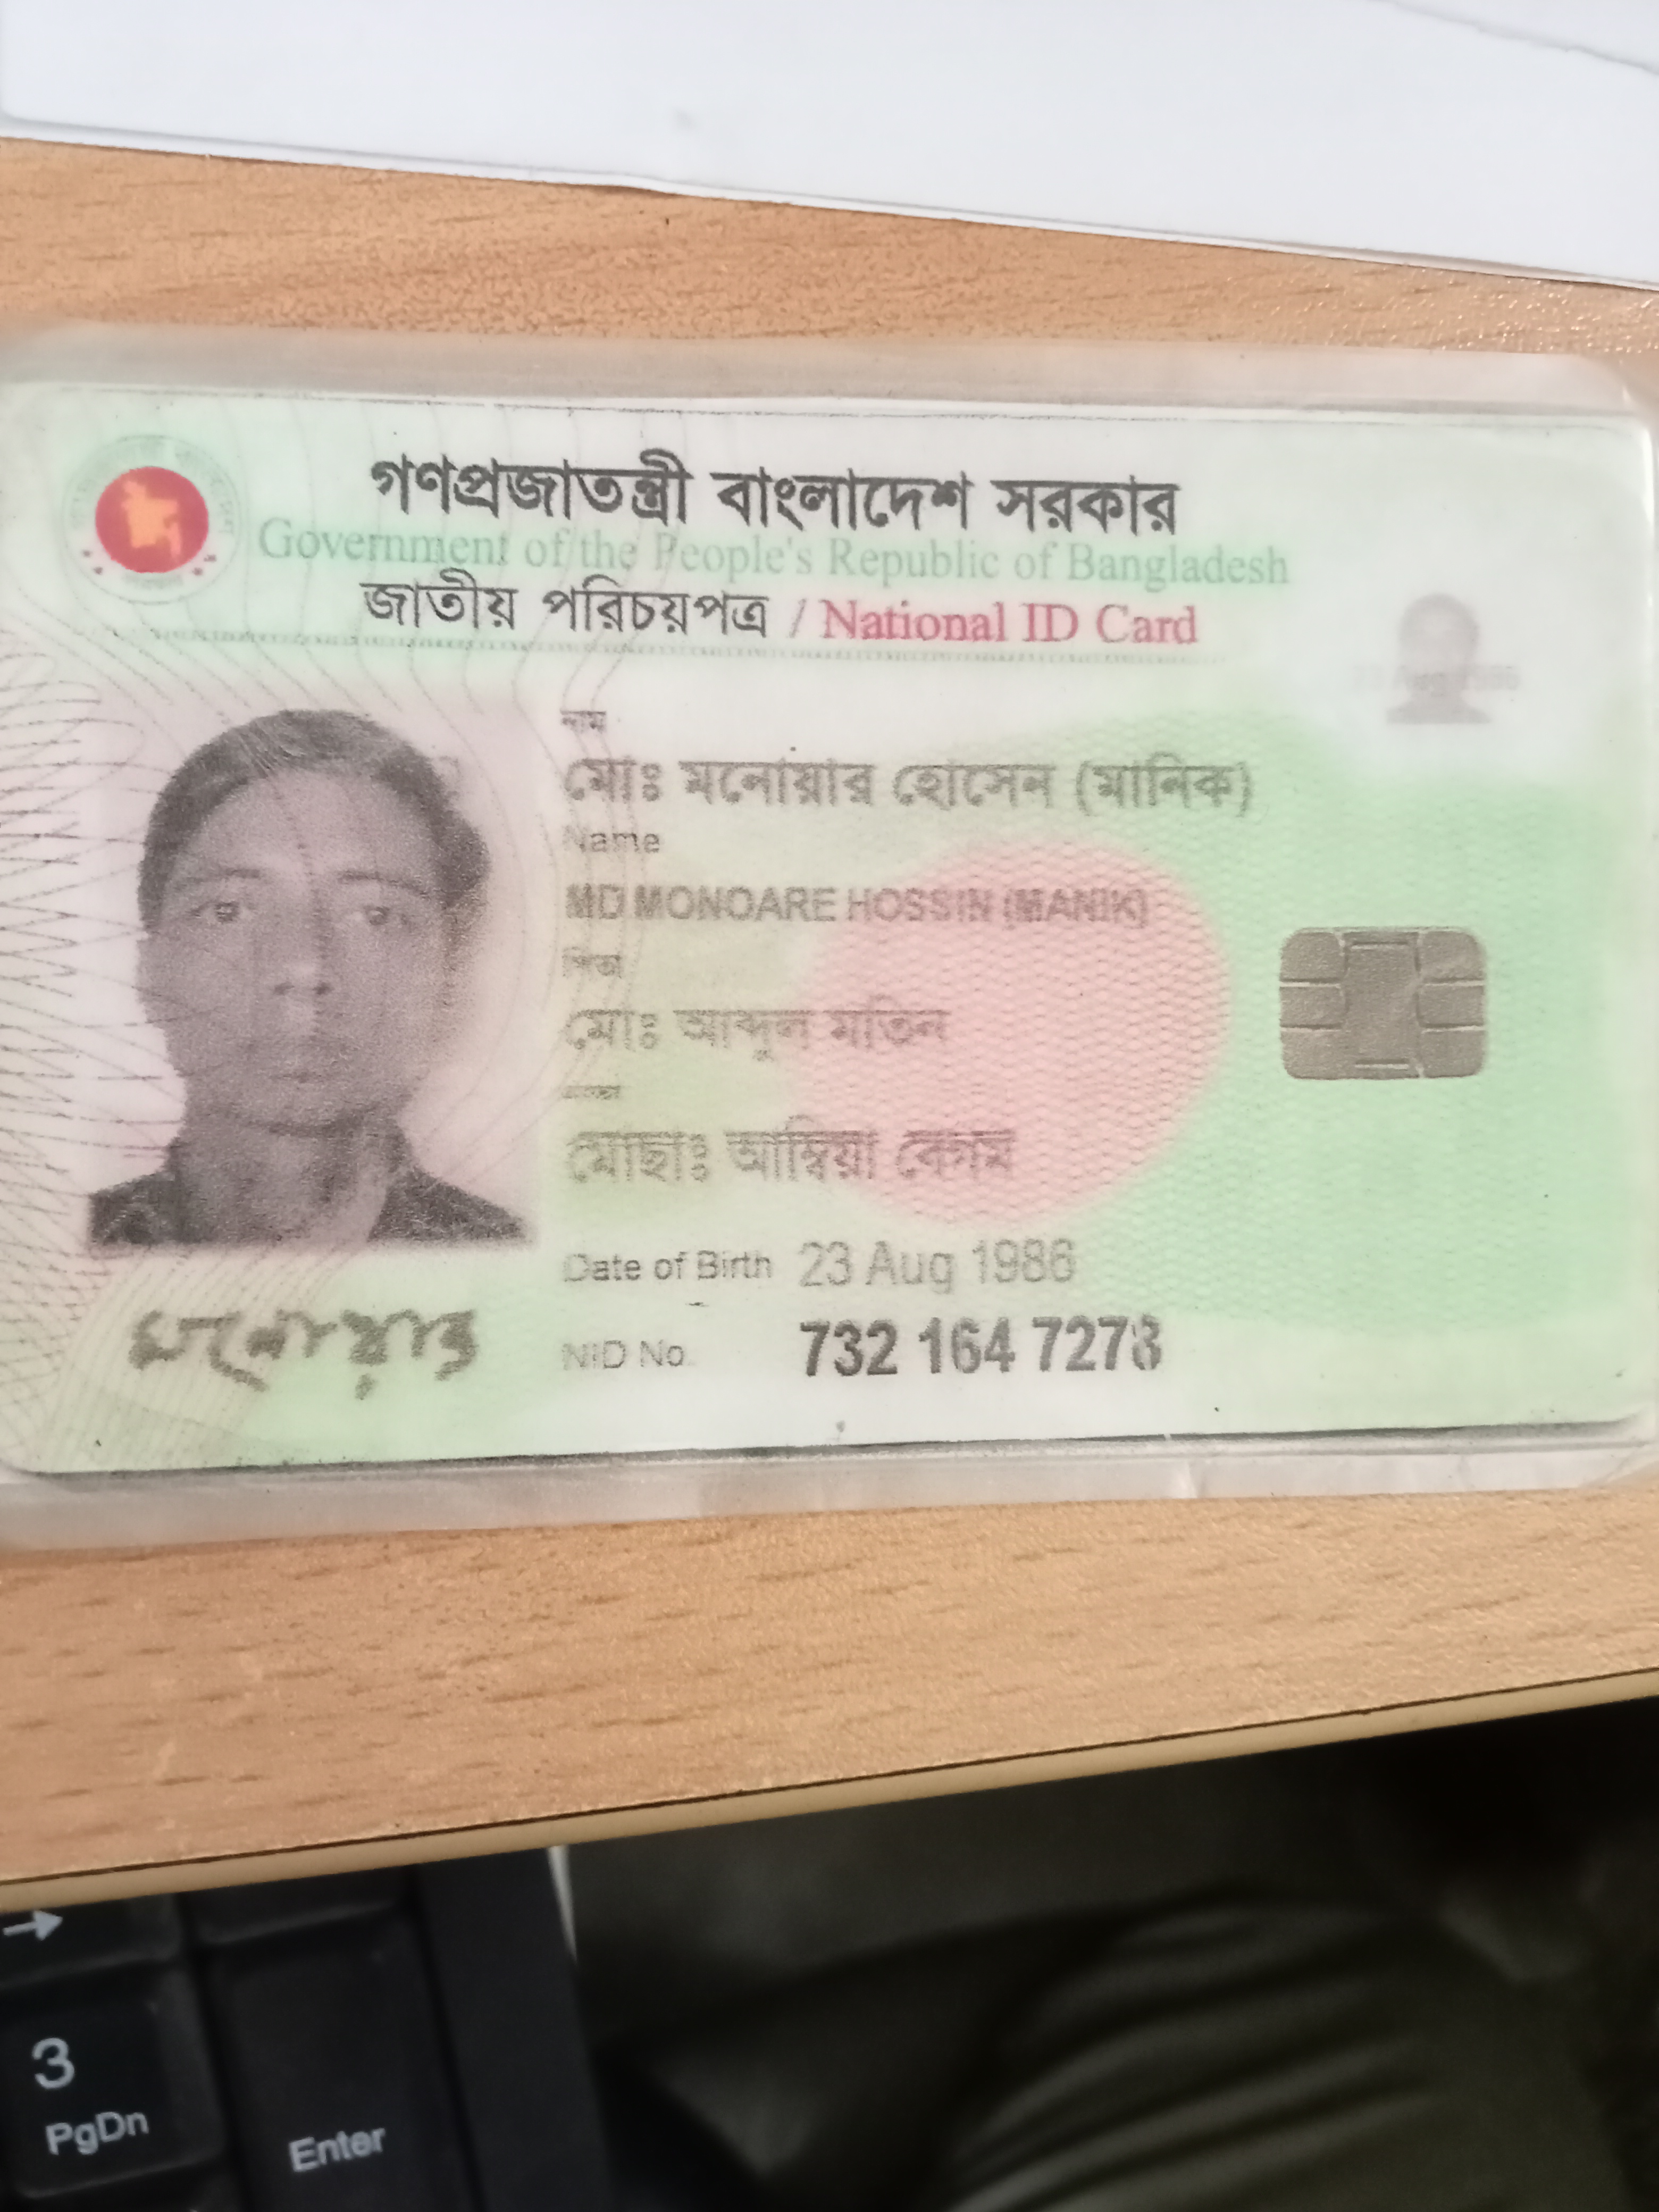 গণপ্রজাতন্ত্রী বাংলাদেশ সরকার
Government of the People's Republic of Bangladesh
জাতীয় পরিচয়পত্র / National ID Card
নাম
মোঃ মনোয়ার হোসেন (মানিক)
Name
MD MONOARE HOSSIN (MANIK)
পিতা
মোঃ আব্দুল মতিন
মাতা
মোছাঃ আম্বিয়া বেগম
Date of Birth 23 Aug 1986
NID No. 732 164 7278
মনোয়ার
→
3
PgDn
Enter